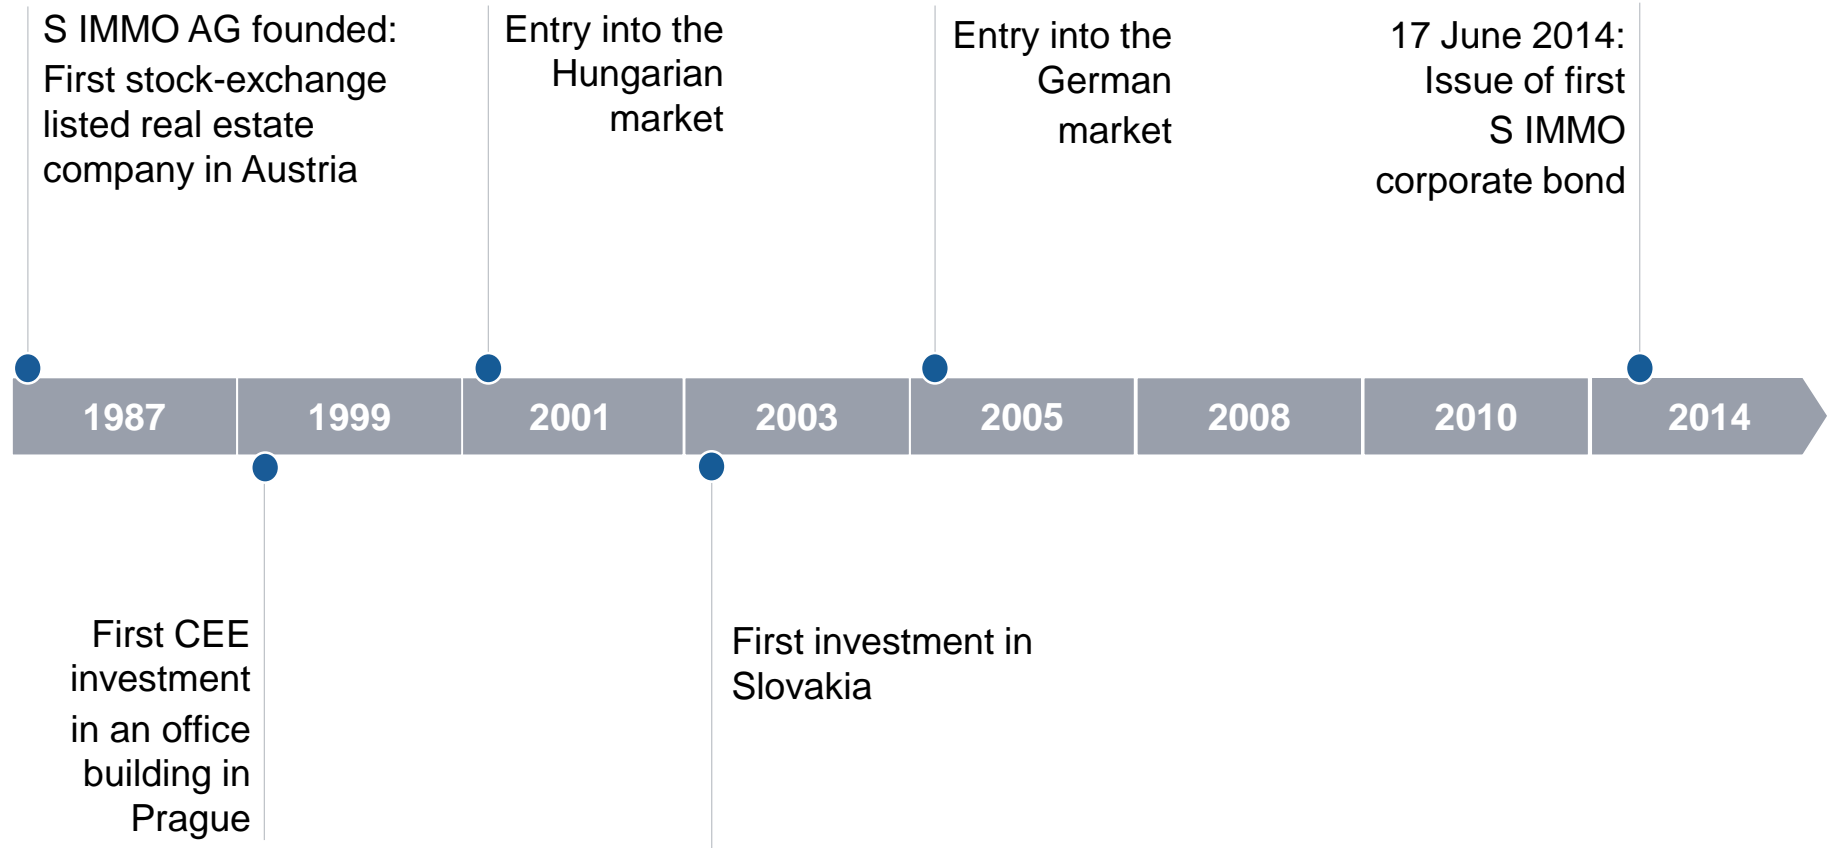 S IMMO AG founded:
First stock-exchange
listed real estate
company in Austria
Entry into the
Hungarian
market
Entry into the
German
market
17 June 2014:
Issue of first
S IMMO
corporate bond
1987
1999
2001
2003
2005
2008
2010
2014
First CEE
investment
in an office
building in
Prague
First investment in
Slovakia